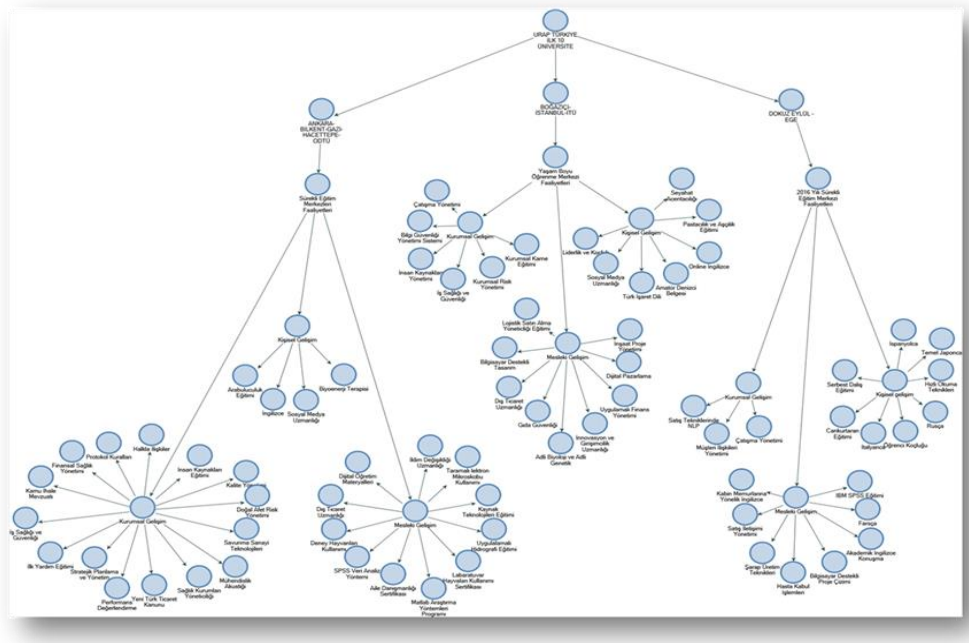 URAP TÜRKİYE
İLK 10
ÜNİVERSİTE
ANKARA-
BİLKENT-GAZİ-
HACETTEPE-
ODTÜ
BOĞAZİÇİ-
İSTANBUL-İTÜ
DOKUZ EYLÜL -
EGE
Sürekli Eğitim
Merkezleri
Faaliyetleri
Yaşam Boyu
Öğrenme Merkezi
Faaliyetleri
2016 Yılı Sürekli
Eğitim Merkezi
Faaliyetleri
Kişisel Gelişim
Arabuluculuk
Eğitimi
İngilizce
Sosyal Medya
Uzmanlığı
Biyoenerji Terapisi
Kurumsal Gelişim
Finansal Sağlık
Yönetimi
Protokol Kuralları
Halkla İlişkiler
İnsan Kaynakları
Eğitimi
Kalite
Doğal Afet Risk
Yönetimi
Savunma Sanayi
Teknolojileri
Mühendislik
Akustiği
Sağlık Kurumları
Yöneticiliği
Yeni Türk Ticaret
Kanunu
Performans
Değerlendirme
Stratejik Planlama
ve Yönetim
İlk Yardım Eğitimi
İş Sağlığı ve
Güvenliği
Kamu İhale
Mevzuatı
Mesleki Gelişim
Dijital Öğretim
Materyalleri
İklim Değişikliği
Uzmanlığı
Taramalı
Mikroskobu
Kullanımı
Kaynak
Teknolojileri Eğitimi
Uygulamalı
Hidrografi Eğitimi
Laboratuvar
Hayvaları Kullanımı
Sertifikası
Matlab Araştırma
Yöntemleri
Programı
Aile Danışmanlığı
Sertifikası
SPSS Veri Analiz
Yöntemi
Deney Hayvanları
Kullanımı
Dış Ticaret
Uzmanlığı
Kurumsal Gelişim
Çatışma Yönetimi
Bilgi Güvenliği
Yönetim Sistemi
İnsan Kaynakları
Yönetimi
İş Sağlığı ve
Güvenliği
Kurumsal Risk
Yönetimi
Kurumsal Karne
Eğitimi
Kişisel Gelişim
Seyahat
Acentacılığı
Pastacılık ve Aşçılık
Eğitimi
Online İngilizce
Amatör Denizci
Belgesi
Türk İşaret Dili
Sosyal Medya
Uzmanlığı
Liderlik ve
Mesleki Gelişim
Lojistik Satın Alma
Yöneticiliği Eğitimi
Bilgisayar Destekli
Tasarım
Dış Ticaret
Uzmanlığı
Gıda Güvenliği
Adli Biyoloji ve Adli
Genetik
İnovasyon ve
Girişimcilik
Uzmanlığı
Uygulamalı Finans
Yönetimi
Dijital Pazarlama
İnşaat Proje
Yönetimi
Kurumsal Gelişim
Satış Tekniklerinde
NLP
Müşteri İlişkileri
Yönetimi
Çatışma Yönetimi
Kişisel gelişim
İspanyolca
Temel Japonca
Hızlı Okuma
Teknikleri
Rusça
Öğrenci Koçluğu
İtalyanca
Cankurtaran
Eğitimi
Serbest Dalış
Eğitimi
Mesleki Gelişim
Kabin Memurlarına
Yönelik İngilizce
Satış İletişimi
Yönetimi
Şarap Üretim
Teknikleri
Hasta Kabul
İşlemleri
Bilgisayar Destekli
Proje Çizimi
Akademik İngilizce
Konuşma
Farsça
IBM SPSS Eğitimi